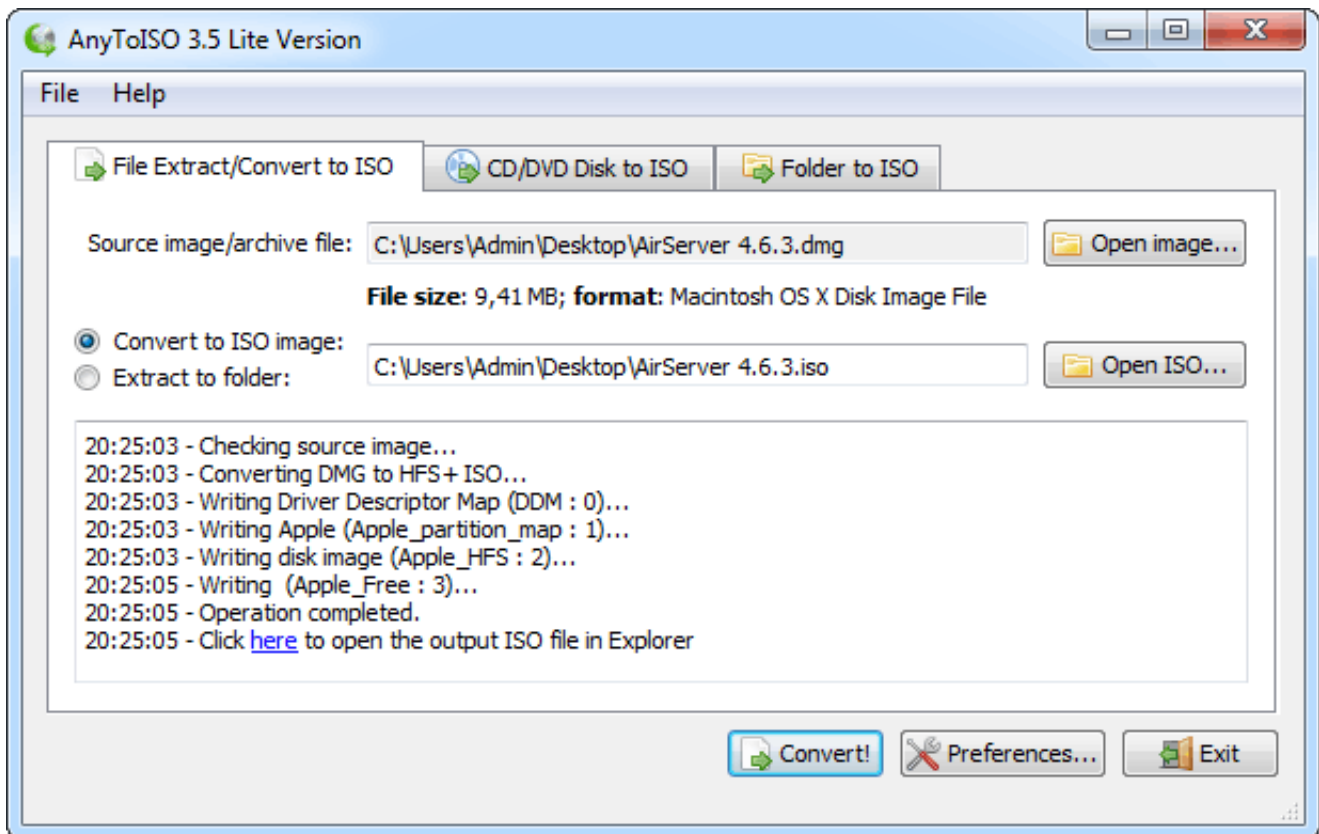 AnyToISO 3.5 Lite Version
File Help
File Extract/Convert to ISO CD/DVD Disk to ISO Folder to ISO
Source image/archive file: C:\Users\Admin\Desktop\AirServer 4.6.3.dmg Open image...
File size: 9,41 MB; format: Macintosh OS X Disk Image File
Convert to ISO image:
Extract to folder:
C:\Users\Admin\Desktop\AirServer 4.6.3.iso Open ISO...
20:25:03 - Checking source image...
20:25:03 - Converting DMG to HFS+ ISO...
20:25:03 - Writing Driver Descriptor Map (DDM : 0)...
20:25:03 - Writing Apple (Apple_partition_map : 1)...
20:25:03 - Writing disk image (Apple_HFS : 2)...
20:25:05 - Writing  (Apple_Free : 3)...
20:25:05 - Operation completed.
20:25:05 - Click here to open the output ISO file in Explorer
Convert! Preferences... Exit